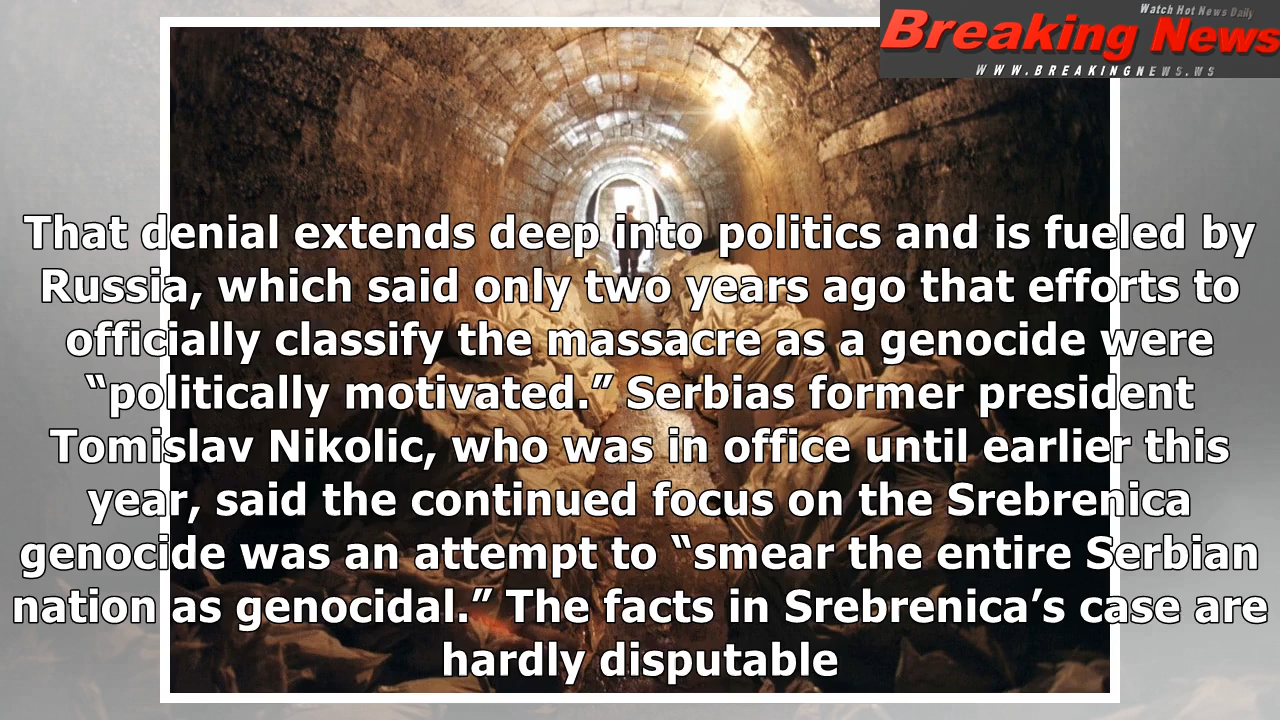 Watch Hot News Daily
Breaking News
WWW.BREAKINGNEWS.WS
That denial extends deep into politics and is fueled by
Russia, which said only two years ago that efforts to
officially classify the massacre as a genocide were
“politically motivated.” Serbias former president
Tomislav Nikolic, who was in office until earlier this
year, said the continued focus on the Srebrenica
genocide was an attempt to “smear the entire Serbian
nation as genocidal.” The facts in Srebrenica’s case are
hardly disputable